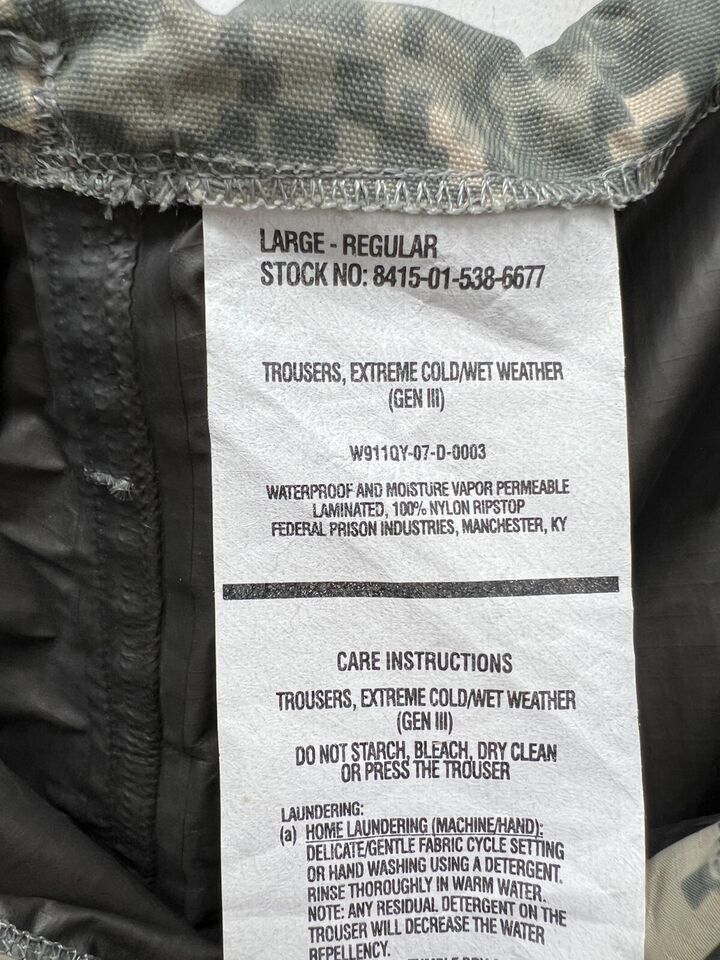 LARGE - REGULAR
STOCK NO: 8415-01-538-6677
TROUSERS, EXTREME COLD/WET WEATHER
(GEN III)
W911QY-07-D-0003
WATERPROOF AND MOISTURE VAPOR PERMEABLE
LAMINATED, 100% NYLON RIPSTOP
FEDERAL PRISON INDUSTRIES, MANCHESTER, KY
CARE INSTRUCTIONS
TROUSERS, EXTREME COLD/WET WEATHER
(GEN III)
DO NOT STARCH, BLEACH, DRY CLEAN
OR PRESS THE TROUSER
LAUNDERING:
(a) HOME LAUNDERING (MACHINE/HAND):
DELICATE/GENTLE FABRIC CYCLE SETTING
OR HAND WASHING USING A DETERGENT.
RINSE THOROUGHLY IN WARM WATER.
NOTE: ANY RESIDUAL DETERGENT ON THE
TROUSER WILL DECREASE THE WATER
REPELLENCY.